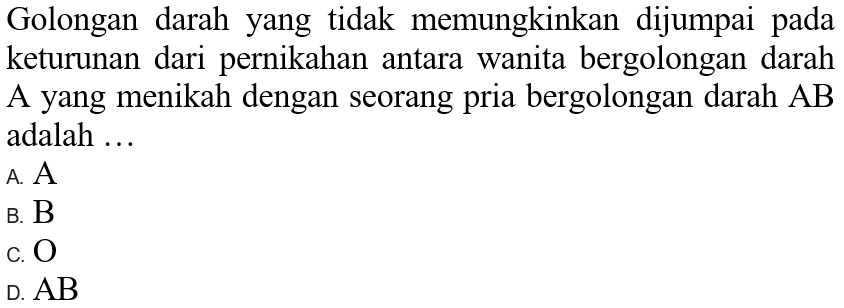 Golongan darah yang tidak memungkinkan dijumpai pada
keturunan dari pernikahan antara wanita bergolongan darah
A yang menikah dengan seorang pria bergolongan darah AB
adalah ...
A. A
B. B
C. O
D. AB